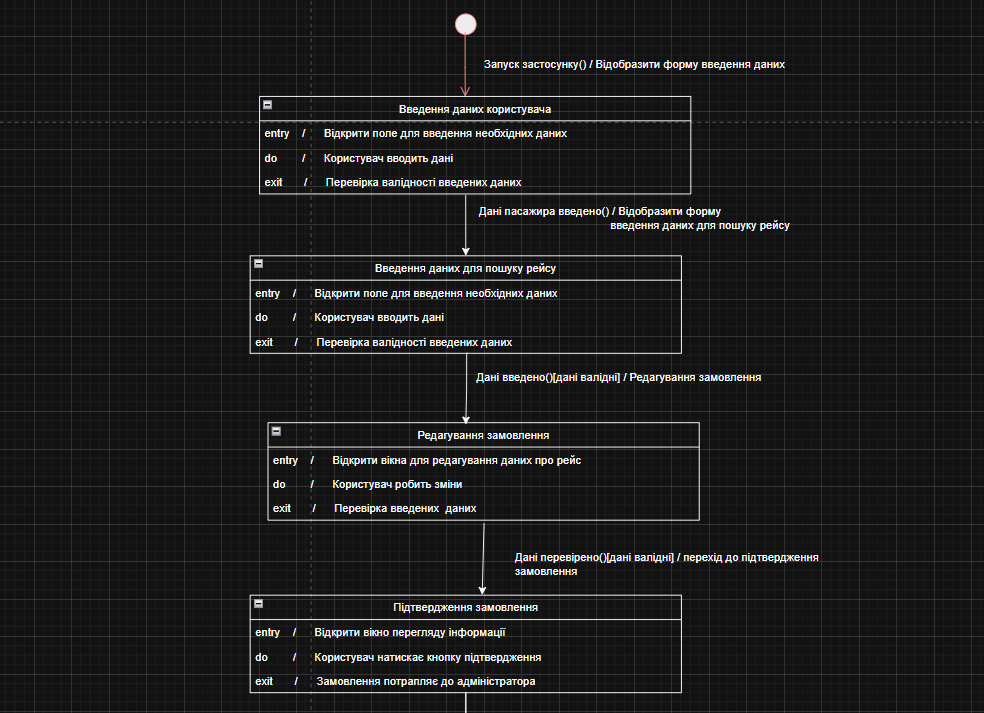 Запуск застосунку() / Відобразити форму введення даних
Введення даних користувача
entry / Відкрити поле для введення необхідних даних
do / Користувач вводить дані
exit / Перевірка валідності введених даних
Дані пасажира введено() / Відобразити форму
введення даних для пошуку рейсу
Введення даних для пошуку рейсу
entry / Відкрити поле для введення необхідних даних
do / Користувач вводить дані
exit / Перевірка валідності введених даних
Дані введено()[дані валідні] / Редагування замовлення
Редагування замовлення
entry / Відкрити вікна для редагування даних про рейс
do / Користувач робить зміни
exit / Перевірка введених даних
Дані перевірено()[дані валідні] / перехід до підтвердження
замовлення
Підтвердження замовлення
entry / Відкрити вікно перегляду інформації
do / Користувач натискає кнопку підтвердження
exit / Замовлення потрапляє до адміністратора